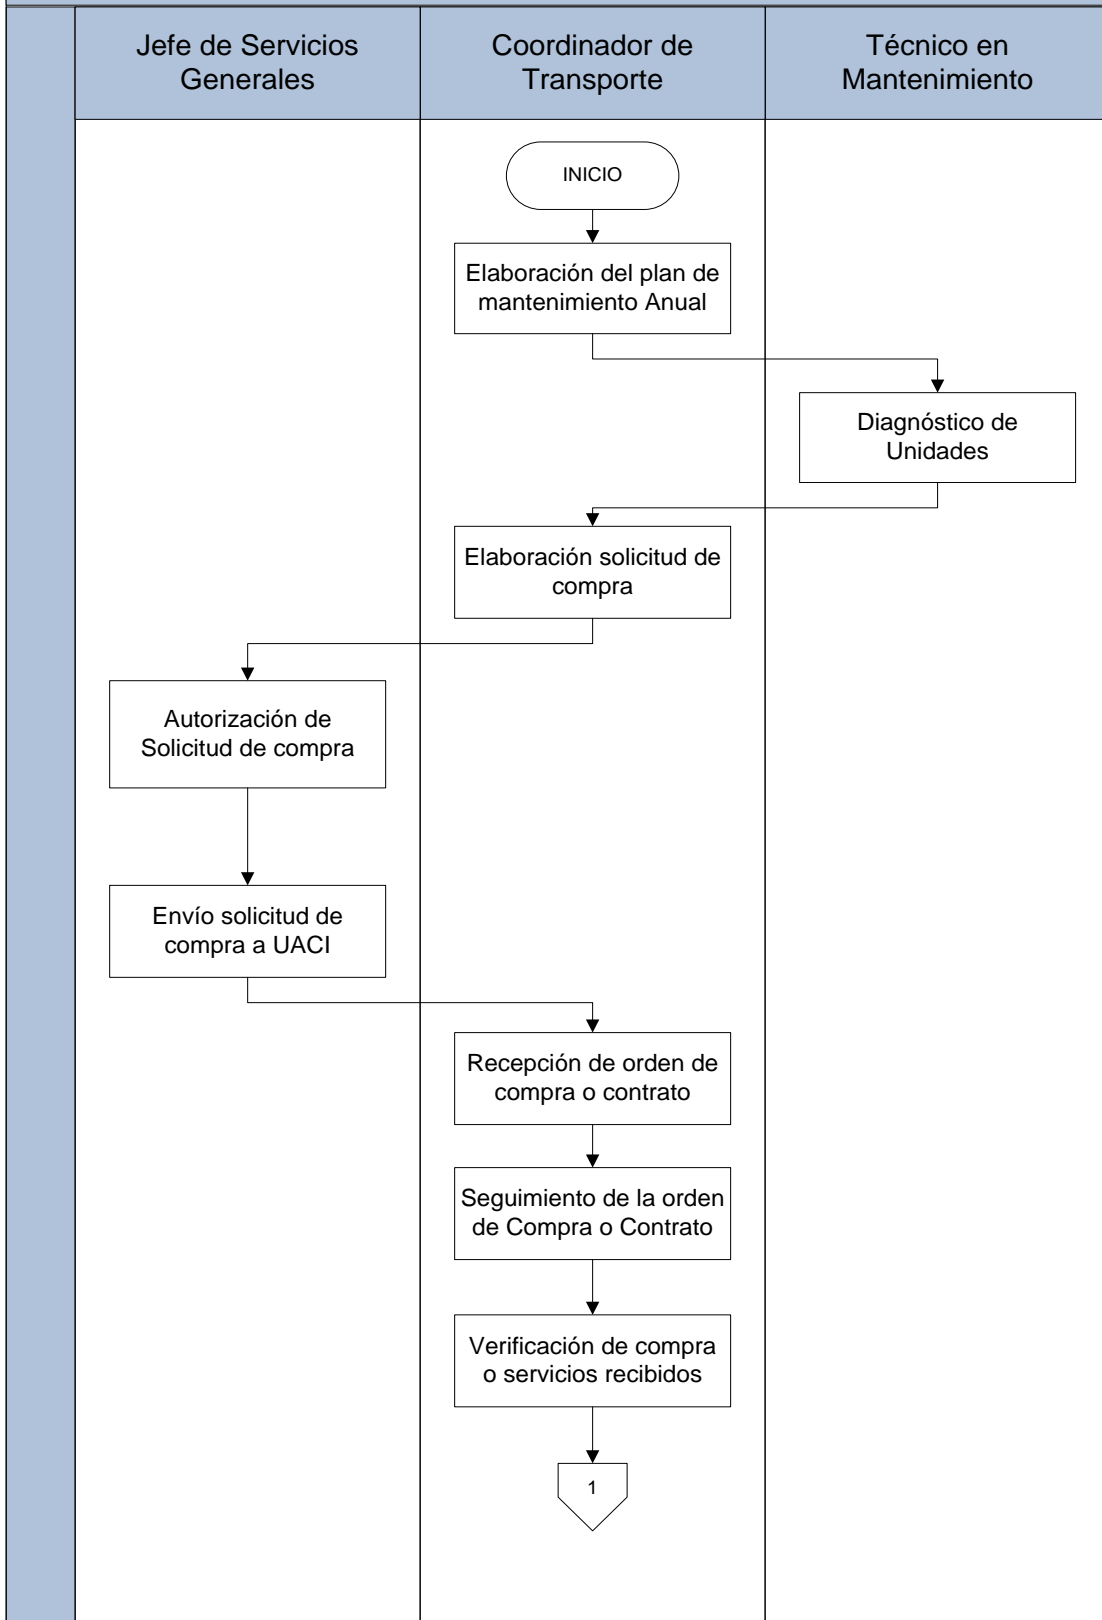 Jefe de Servicios
Generales
Coordinador de
Transporte
Técnico en
Mantenimiento
INICIO
Elaboración del plan de
mantenimiento Anual
Diagnóstico de
Unidades
Elaboración solicitud de
compra
Autorización de
Solicitud de compra
Envío solicitud de
compra a UACI
Recepción de orden de
compra o contrato
Seguimiento de la orden
de Compra o Contrato
Verificación de compra
o servicios recibidos
1